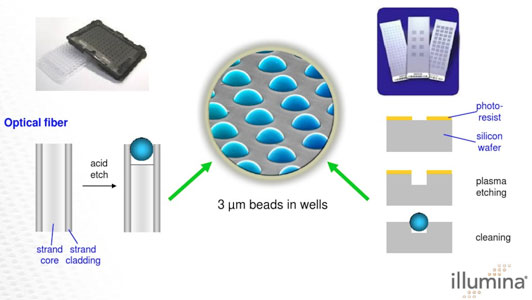 Optical fiber
acid
etch
strand
core
strand
cladding
3 µm beads in wells
photo-
resist
silicon
wafer
plasma
etching
cleaning
illumina